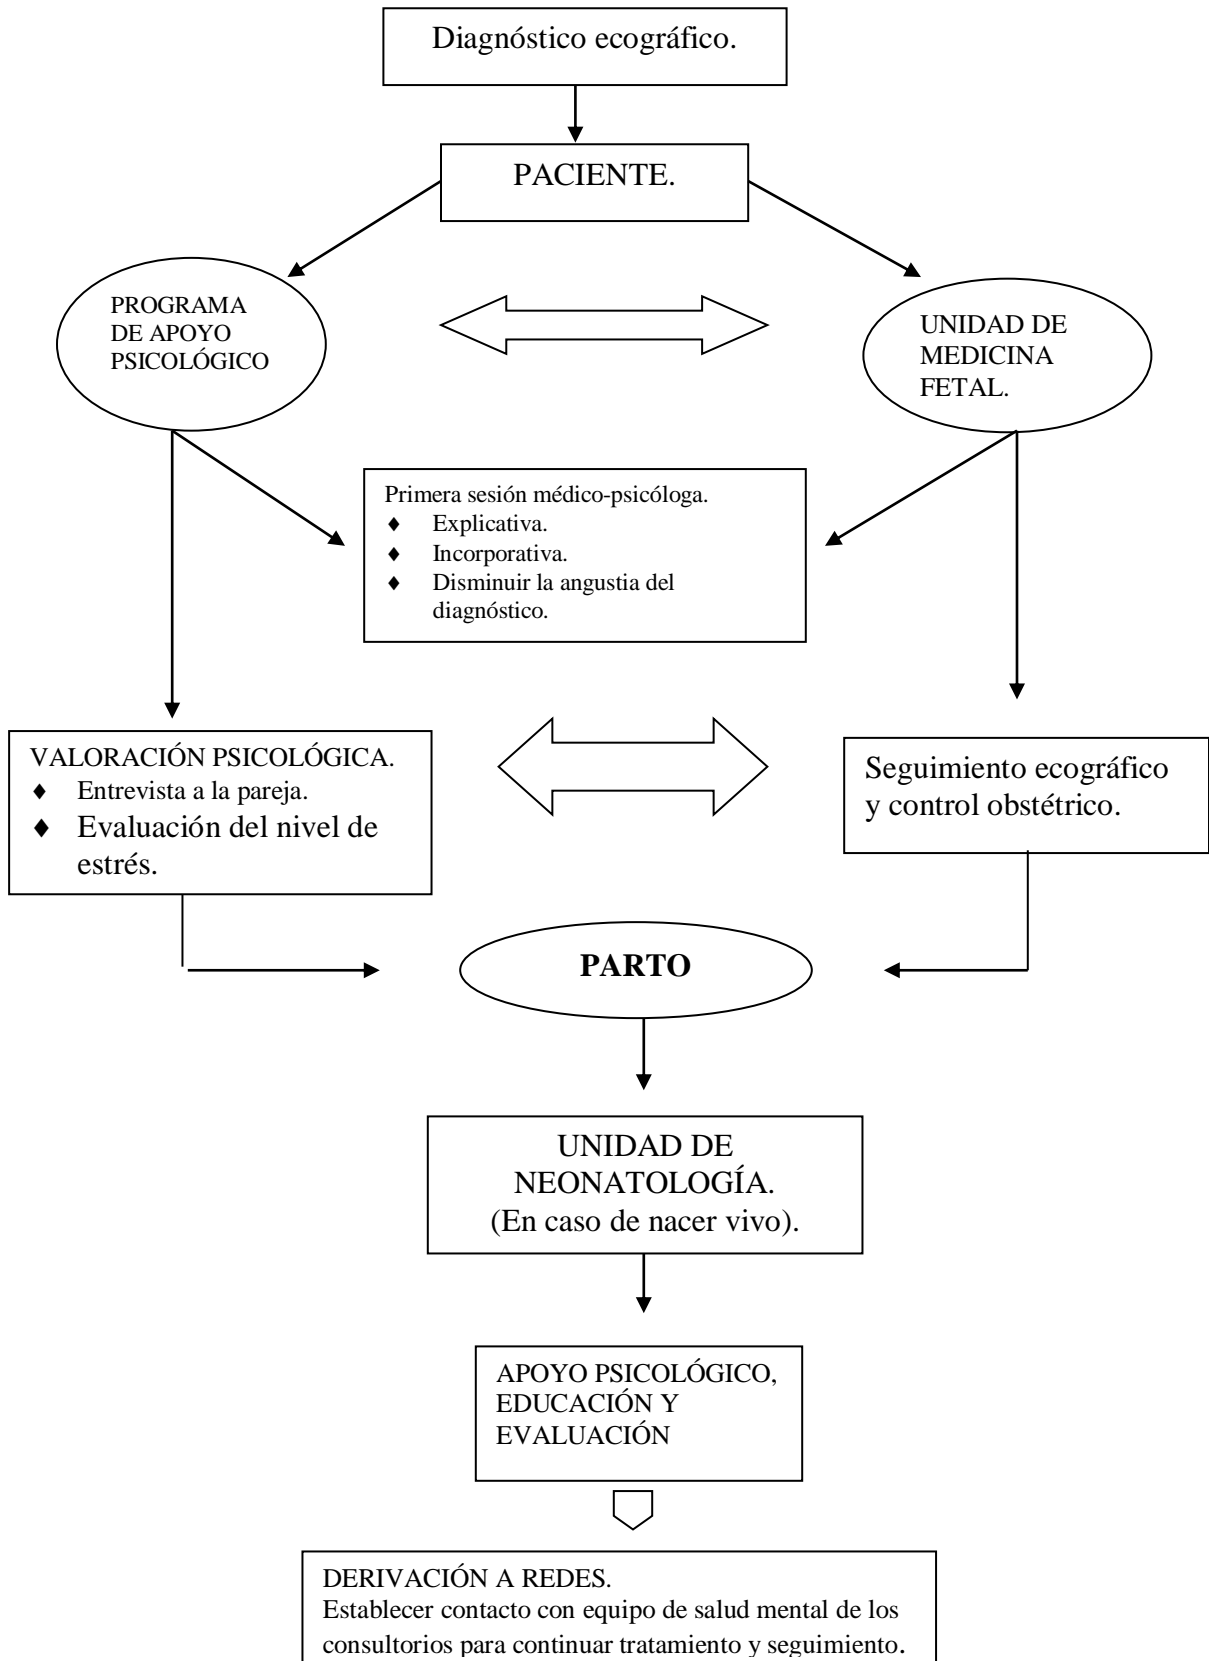 Diagnóstico ecográfico.
PACIENTE.
PROGRAMA
DE APOYO
PSICOLÓGICO
UNIDAD DE
MEDICINA
FETAL.
Primera sesión médico-psicóloga.
♦ Explicativa.
♦ Incorporativa.
♦ Disminuir la angustia del
diagnóstico.
VALORACIÓN PSICOLÓGICA.
♦ Entrevista a la pareja.
♦ Evaluación del nivel de
estrés.
Seguimiento ecográfico
y control obstétrico.
PARTO
UNIDAD DE
NEONATOLOGÍA.
(En caso de nacer vivo).
APOYO PSICOLÓGICO,
EDUCACIÓN Y
EVALUACIÓN
DERIVACIÓN A REDES.
Establecer contacto con equipo de salud mental de los
consultorios para continuar tratamiento y seguimiento.